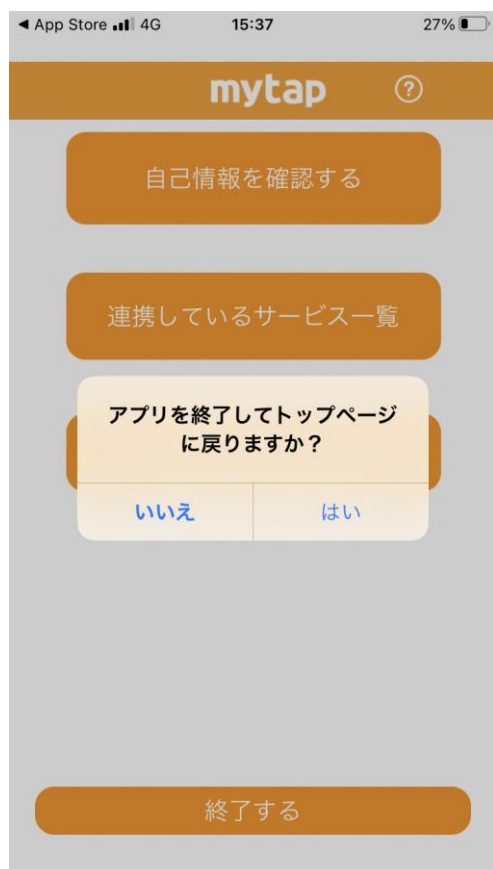 ◀ App Store 4G 15:37 27%
mytap ?
自己情報を確認する
連携しているサービス一覧
アプリを終了してトップページ
に戻りますか？
いいえ はい
終了する